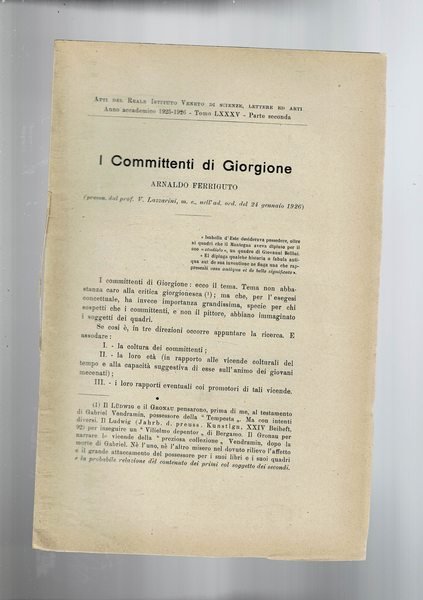 ATTI DEL REALE ISTITUTO VENETO DI SCIENZE, LETTERE ED ARTI
Anno accademico 1925-1926 - Tomo LXXXV - Parte seconda
I Committenti di Giorgione
ARNALDO FERRIGUTO
(presen. dal prof. V. Lazzarini, m. e., nell'ad. ord. del 24 gennaio 1926)
« Isabella d'Este desiderava possedere, oltre
ai quadri che il Mantegna aveva dipinto per il
suo «studiolo», un quadro di Giovanni Bellini.
« Ei dipinga qualche historia o fabula anti-
qua aut de sua inventione ne finga una che rap-
presenti cosa antiqua et de bello significato».
I committenti di Giorgione: ecco il tema. Tema non abba-
stanza caro alla critica giorgionesca (¹); ma che, per l'esegesi
concettuale, ha invece importanza grandissima, specie per chi
sospetti che i committenti, e non il pittore, abbiano immaginato
i soggetti dei quadri.
Se così è, in tre direzioni occorre appuntare la ricerca. E
assodare:
I. - la coltura dei committenti;
II. - la loro età (in rapporto alle vicende colturali del
tempo e alla capacità suggestiva di esse sull'animo dei giovani
mecenati);
III. - i loro rapporti eventuali coi promotori di tali vicende.
(1) Il LUDWIG e il GRONAU pensarono, prima di me, al testamento
di Gabriel Vendramin, possessore della " Tempesta „. Ma con intenti
diversi. Il Ludwig (Jahrb. d. preuss. Kunstsign. XXIV Beiheft,
92) per inseguire un " Vilielmo depentor „ di Bergamo. Il Gronau per
narrare le vicende della " preziosa collezione „ Vendramin, dopo la
morte di Gabriel. Nè l'uno, nè l'altro misero nel dovuto rilievo l'affetto
e il grande attaccamento del possessore per i suoi libri e i suoi quadri
e la probabile relazione del contenuto dei primi col soggetto dei secondi.